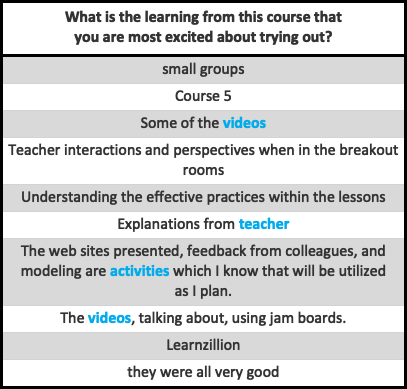 What is the learning from this course that
you are most excited about trying out?
small groups
Course 5
Some of the videos
Teacher interactions and perspectives when in the breakout
rooms
Understanding the effective practices within the lessons
Explanations from teacher
The web sites presented, feedback from colleagues, and
modeling are activities which I know that will be utilized
as I plan.
The videos, talking about, using jam boards.
Learnzillion
they were all very good